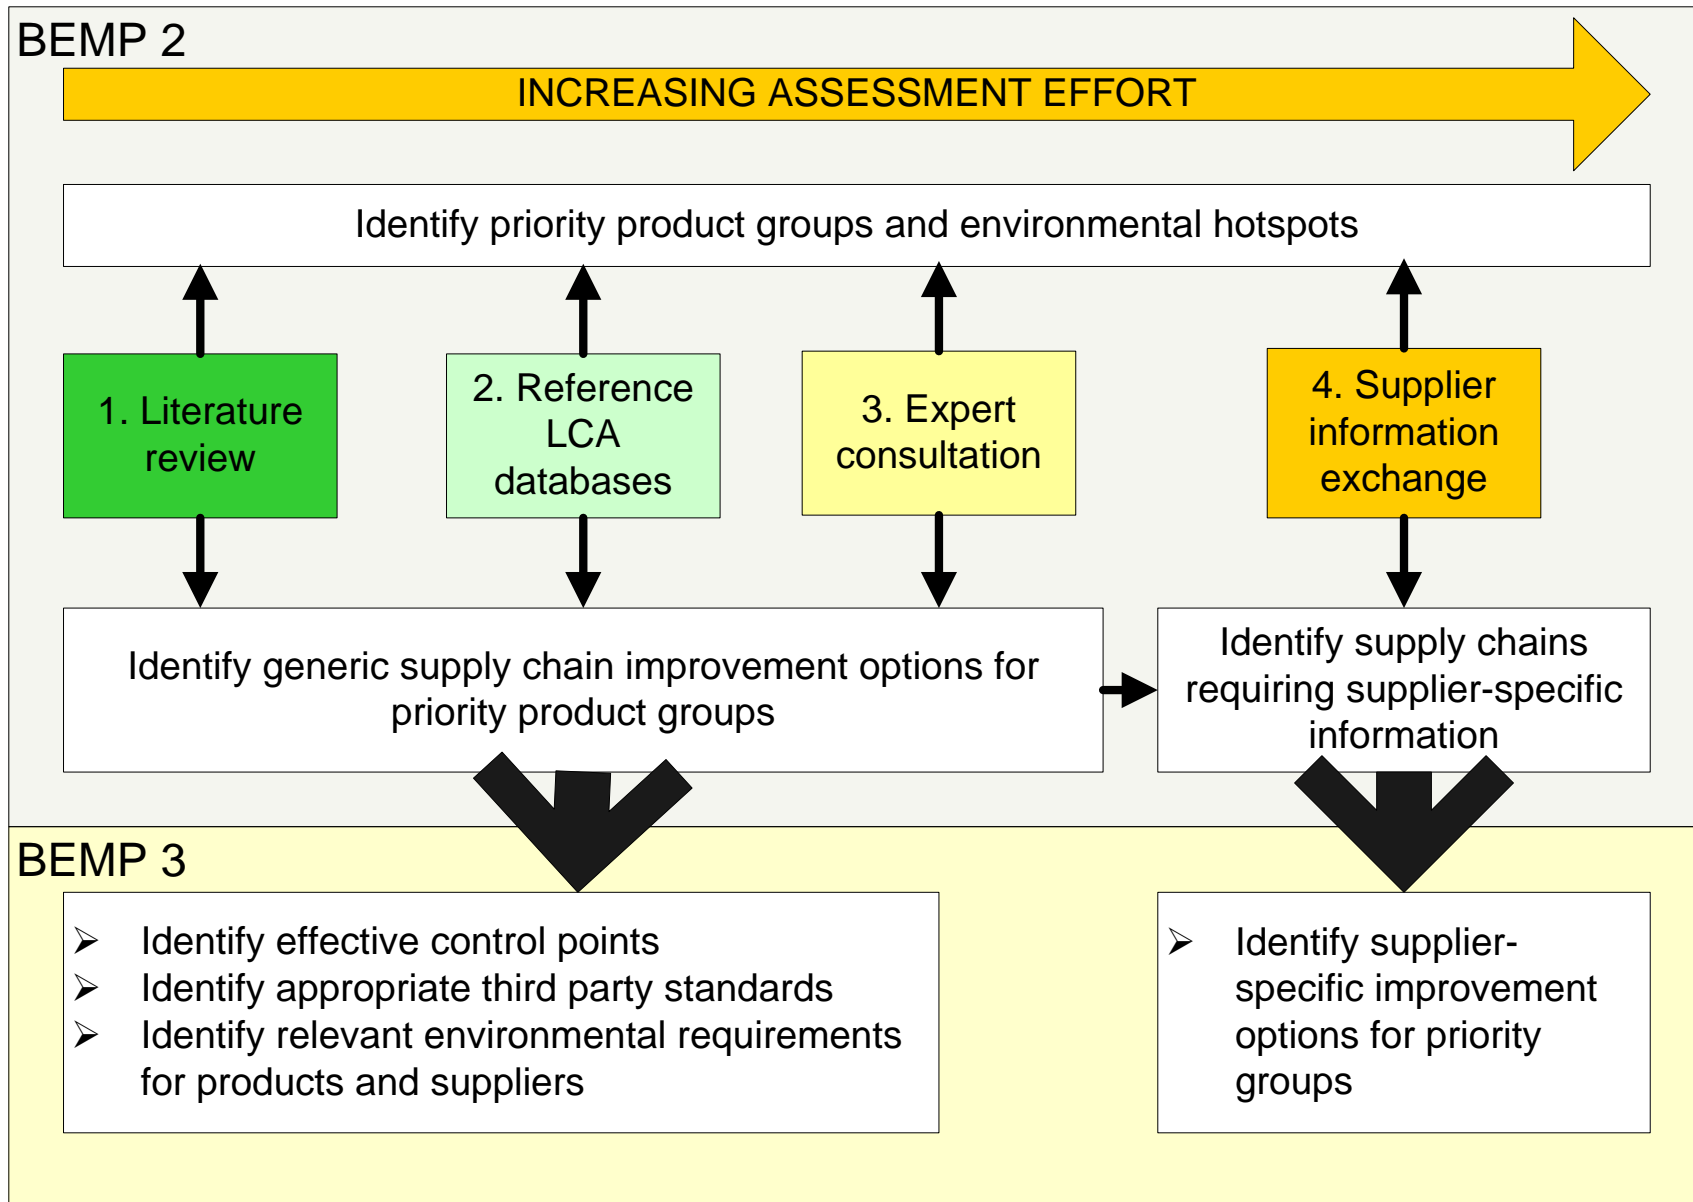 BEMP 2
INCREASING ASSESSMENT EFFORT
Identify priority product groups and environmental hotspots
1. Literature
review
2. Reference
LCA
databases
3. Expert
consultation
4. Supplier
information
exchange
Identify generic supply chain improvement options for
priority product groups
Identify supply chains
requiring supplier-specific
information
BEMP 3
➢ Identify effective control points
➢ Identify appropriate third party standards
➢ Identify relevant environmental requirements
for products and suppliers
➢ Identify supplier-
specific improvement
options for priority
groups